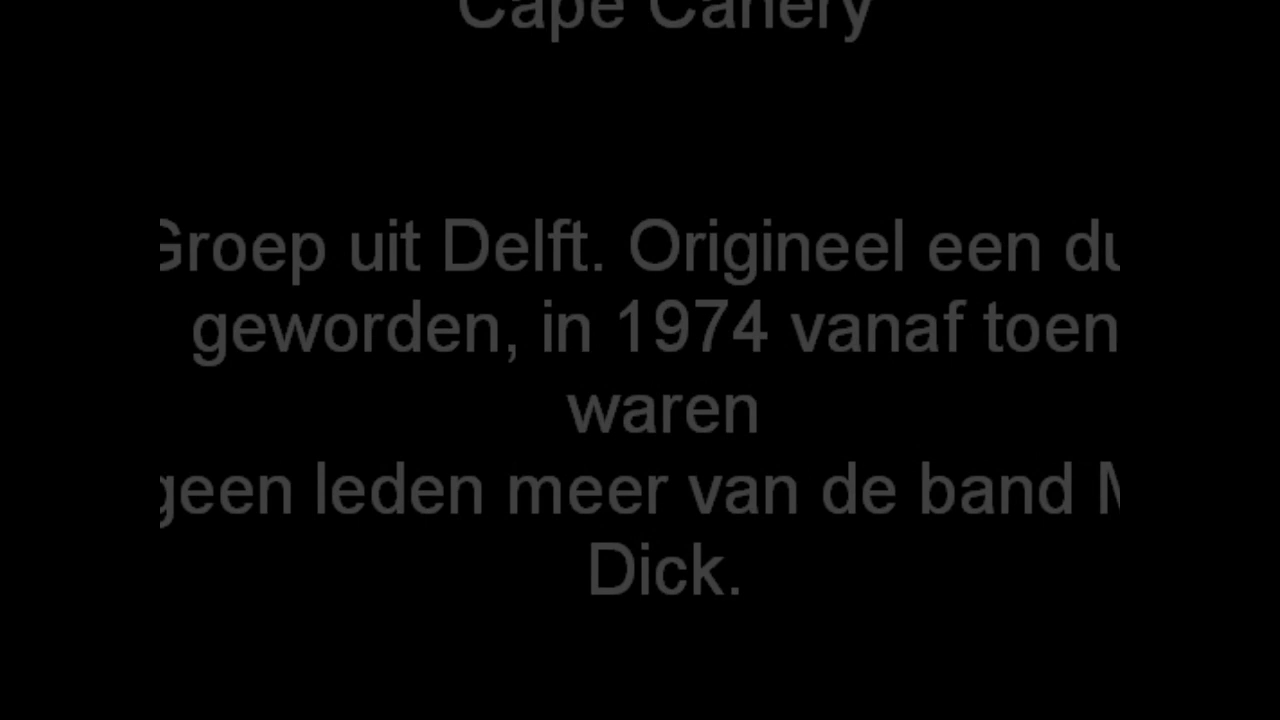 Cape Canery
Groep uit Delft. Origineel een
geworden, in 1974 vanaf toen
waren
geen leden meer van de band
Dick.